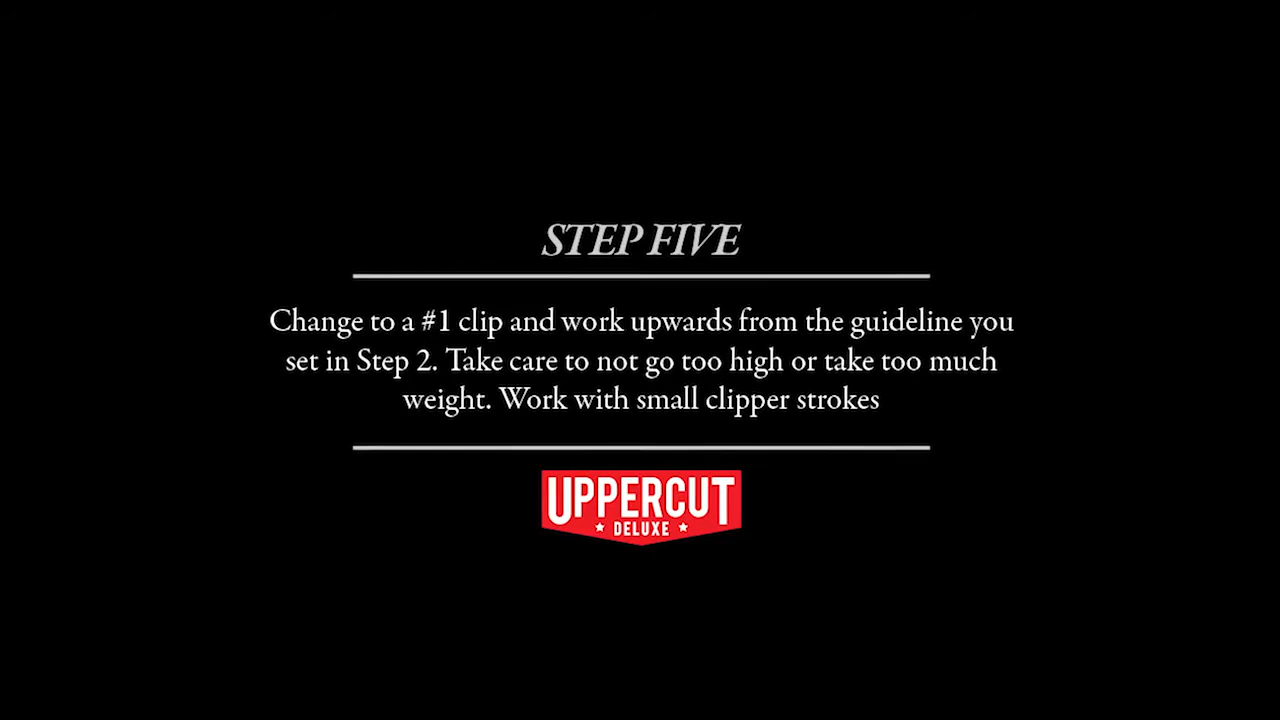 STEP FIVE
Change to a #1 clip and work upwards from the guideline you
set in Step 2. Take care to not go too high or take too much
weight. Work with small clipper strokes
UPPERCUT
DELUXE